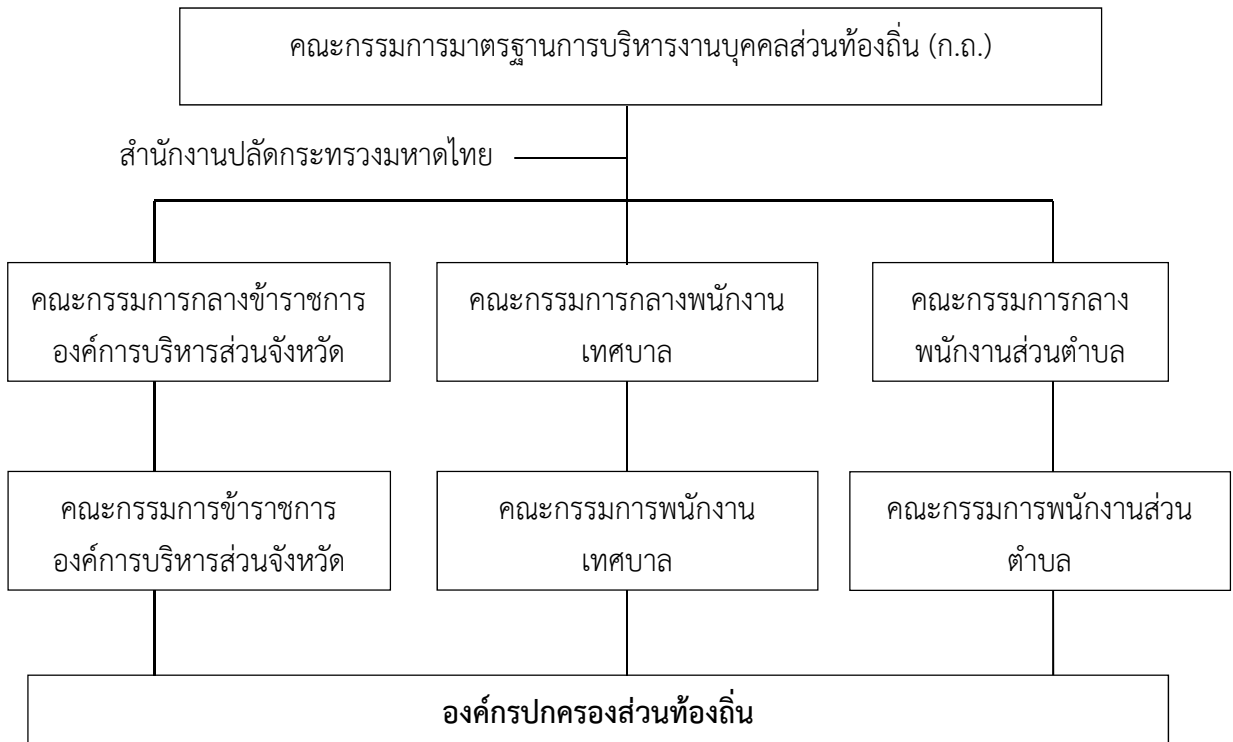 คณะกรรมการมาตรฐานการบริหารงานบุคคลส่วนท้องถิ่น (ก.ถ.)
สำนักงานปลัดกระทรวงมหาดไทย
คณะกรรมการกลางข้าราชการ
องค์การบริหารส่วนจังหวัด
คณะกรรมการกลางพนักงาน
เทศบาล
คณะกรรมการกลาง
พนักงานส่วนตำบล
คณะกรรมการข้าราชการ
องค์การบริหารส่วนจังหวัด
คณะกรรมการพนักงาน
เทศบาล
คณะกรรมการพนักงานส่วน
ตำบล
องค์กรปกครองส่วนท้องถิ่น